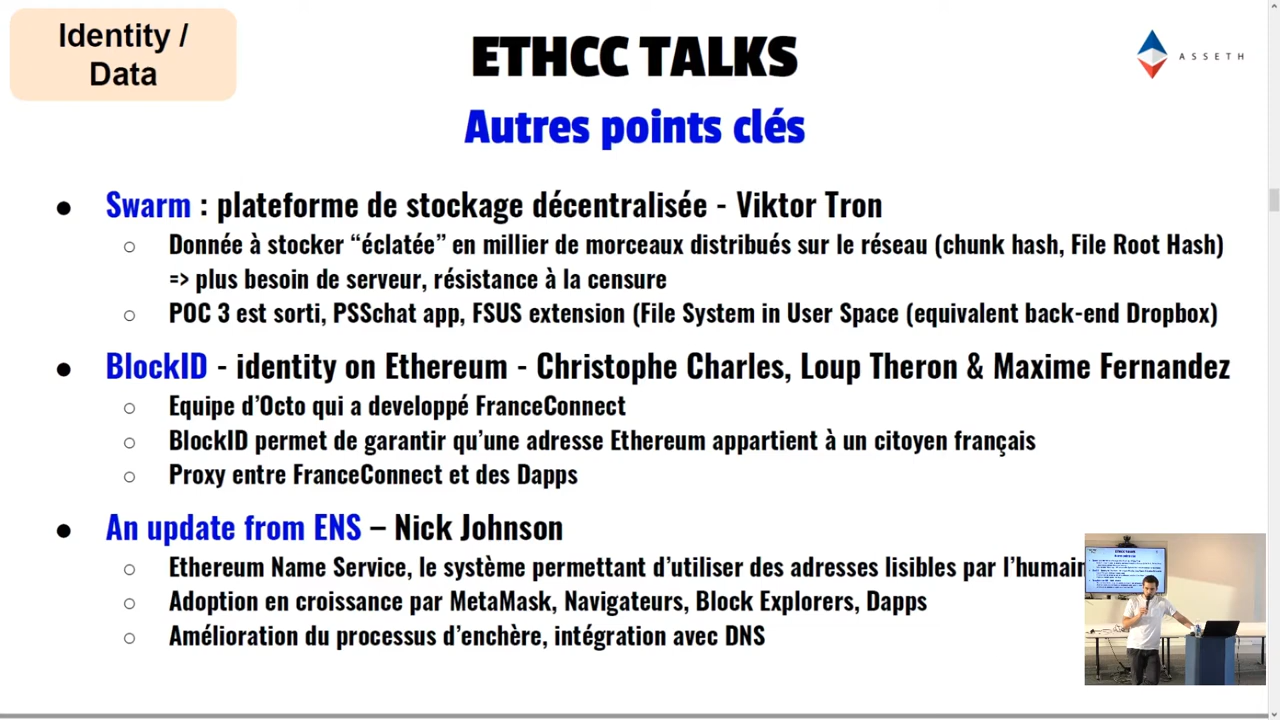 Identity /
Data
ETHCC TALKS
ASSETH
Autres points clés
Swarm : plateforme de stockage décentralisée - Viktor Tron
Donnée à stocker “éclatée” en millier de morceaux distribués sur le réseau (chunk hash, File Root Hash)
=> plus besoin de serveur, résistance à la censure
POC 3 est sorti, PSSchat app, FSUS extension (File System in User Space (equivalent back-end Dropbox)
BlockID - identity on Ethereum - Christophe Charles, Loup Theron & Maxime Fernandez
Equipe d’Octo qui a developpé FranceConnect
BlockID permet de garantir qu’une adresse Ethereum appartient à un citoyen français
Proxy entre FranceConnect et des Dapps
An update from ENS – Nick Johnson
Ethereum Name Service : système permettant d’utiliser des adresses lisibles par l’humain
Adoption en croissance par MetaMask, Navigateurs, Block Explorers, Dapps
Amélioration du processus d’enchère, intégration avec DNS